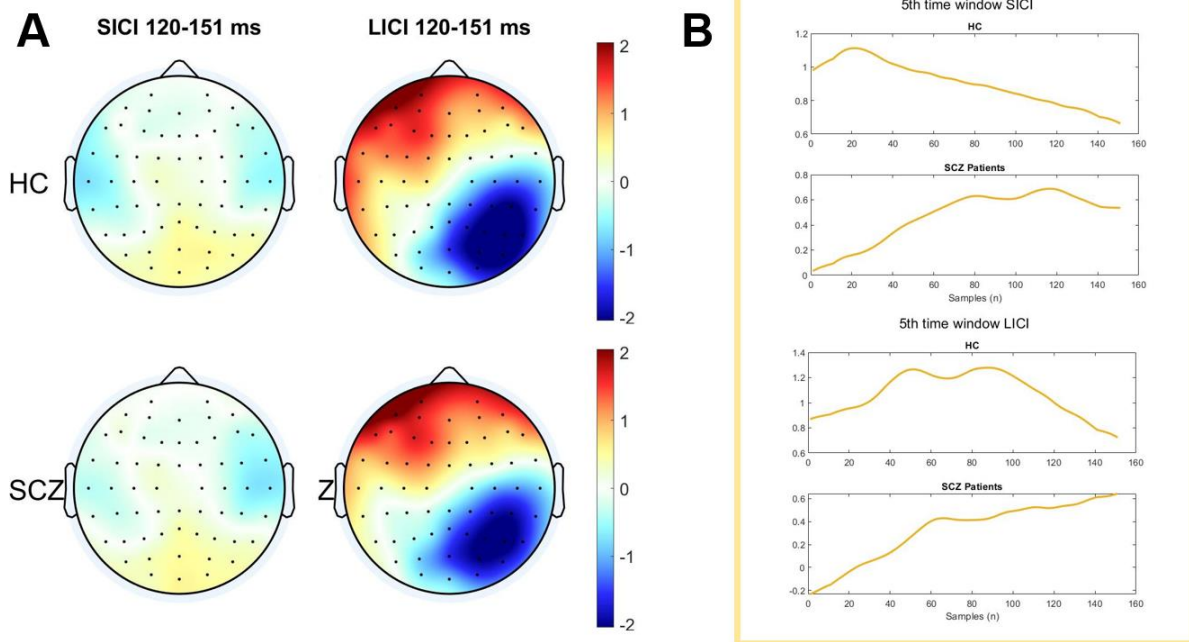 A
SICI 120-151 ms
LICI 120-151 ms
HC
2
1
0
-1
-2
SCZ
Z
2
1
0
-1
-2
B
5th time window SICI
HC
1.2
1
0.8
0.6
0 20 40 60 80 100 120 140 160
SCZ Patients
0.8
0.6
0.4
0.2
0
0 20 40 60 80 100 120 140 160
Samples (n)
5th time window LICI
HC
1.4
1.2
1
0.8
0.6
0 20 40 60 80 100 120 140 160
SCZ Patients
0.6
0.4
0.2
0
-0.2
0 20 40 60 80 100 120 140 160
Samples (n)